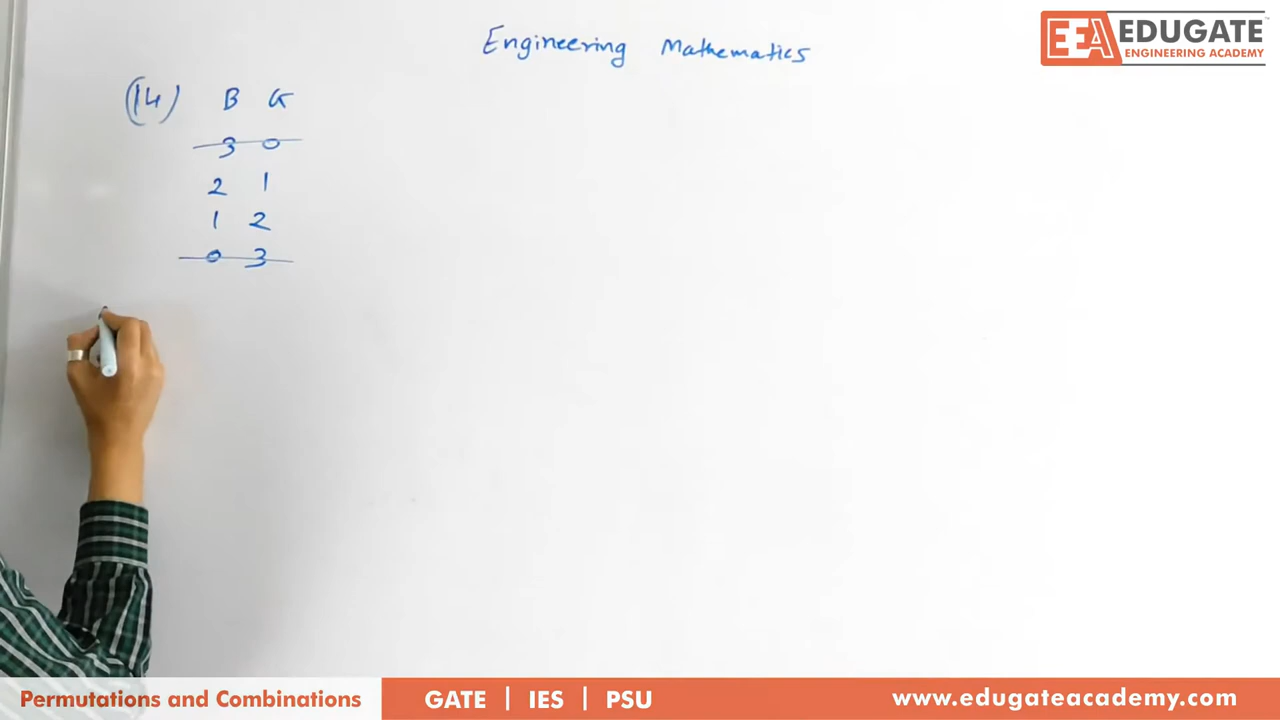 Engineering Mathematics
EEA EDUGATE
ENGINEERING ACADEMY
(14) B G
3 0
2 1
1 2
0 3
Permutations and Combinations GATE | IES | PSU www.edugateacademy.com